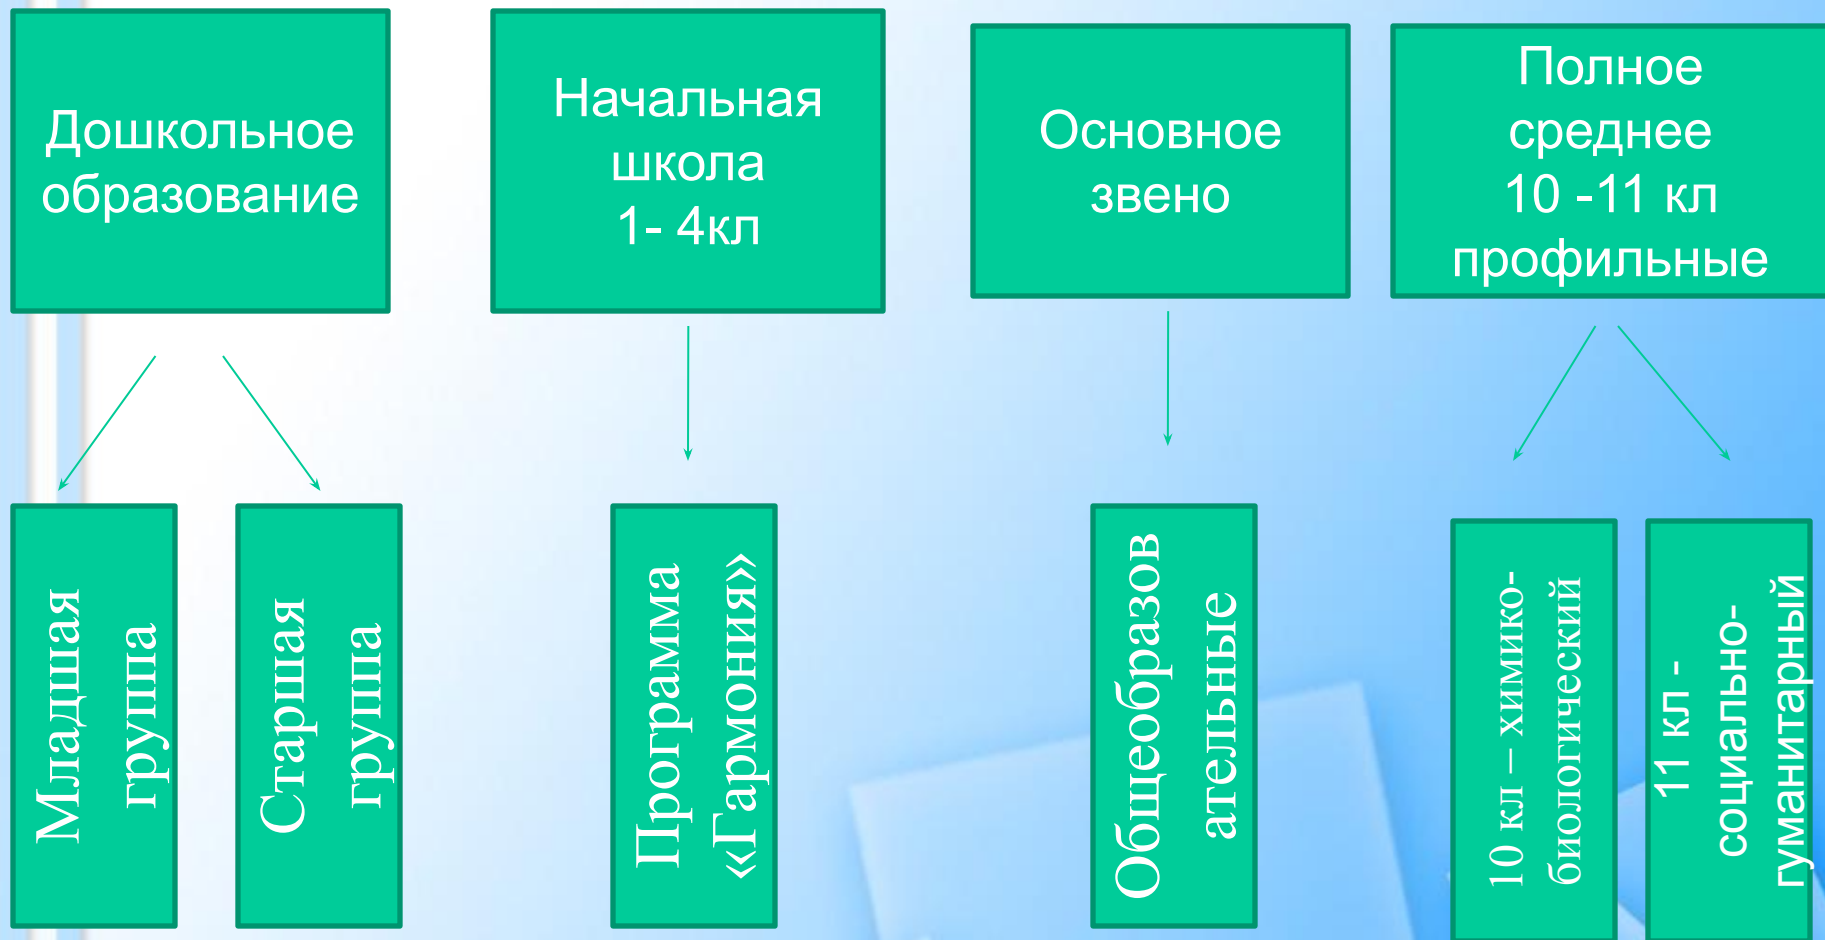 Дошкольное
образование
Начальная
школа
1- 4кл
Основное
звено
Полное
среднее
10 -11 кл
профильные
Младшая
группа
Старшая
группа
Программа
«Гармония»
Общеобразов
ательные
10 кл – химико-
биологический
11 кл -
социально-
гуманитарный